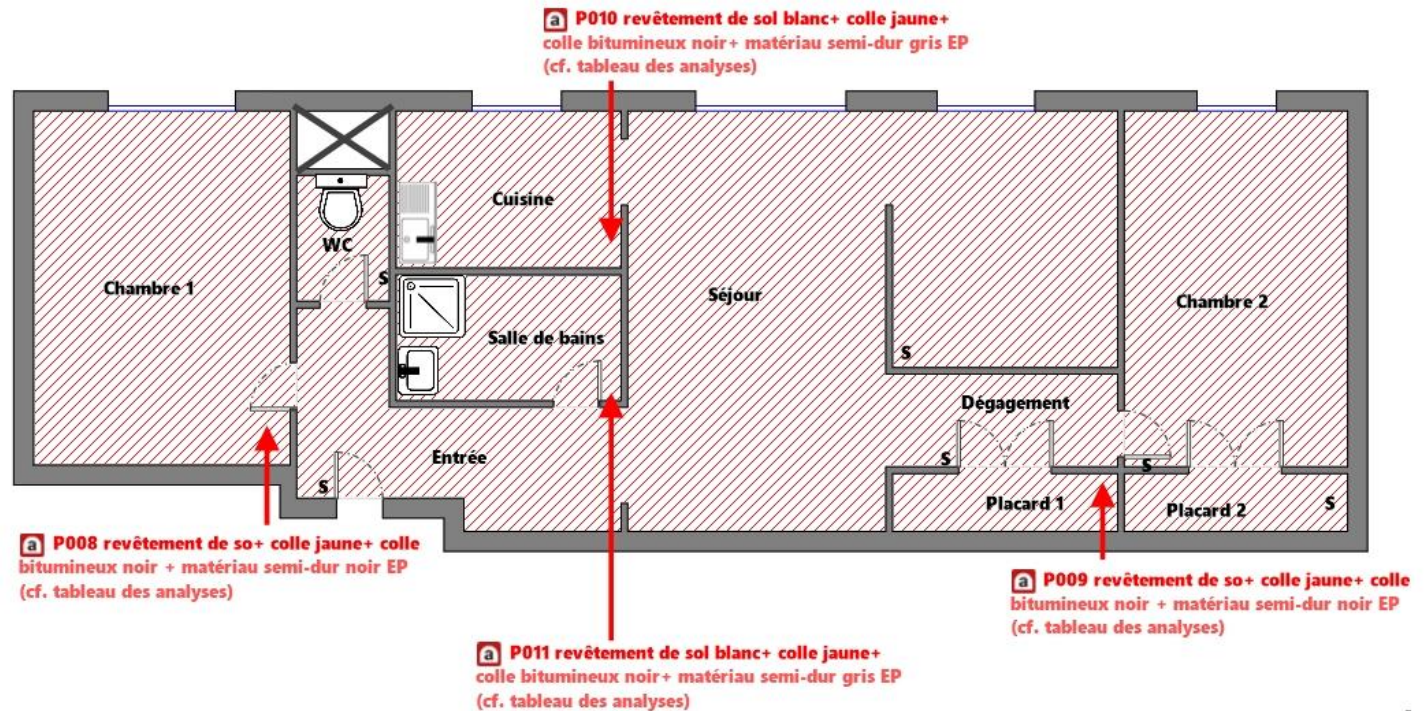 a P010 revêtement de sol blanc+ colle jaune+
colle bitumineux noir+ matériau semi-dur gris EP
(cf. tableau des analyses)
Cuisine
WC
S
Chambre 1
Séjour
Chambre 2
Salle de bains
S
Dégagement
Entrée
S
S
S
Placard 1
Placard 2
S
a P008 revêtement de so+ colle jaune+ colle
bitumineux noir + matériau semi-dur noir EP
(cf. tableau des analyses)
a P009 revêtement de so+ colle jaune+ colle
bitumineux noir + matériau semi-dur noir EP
(cf. tableau des analyses)
a P011 revêtement de sol blanc+ colle jaune+
colle bitumineux noir+ matériau semi-dur gris EP
(cf. tableau des analyses)